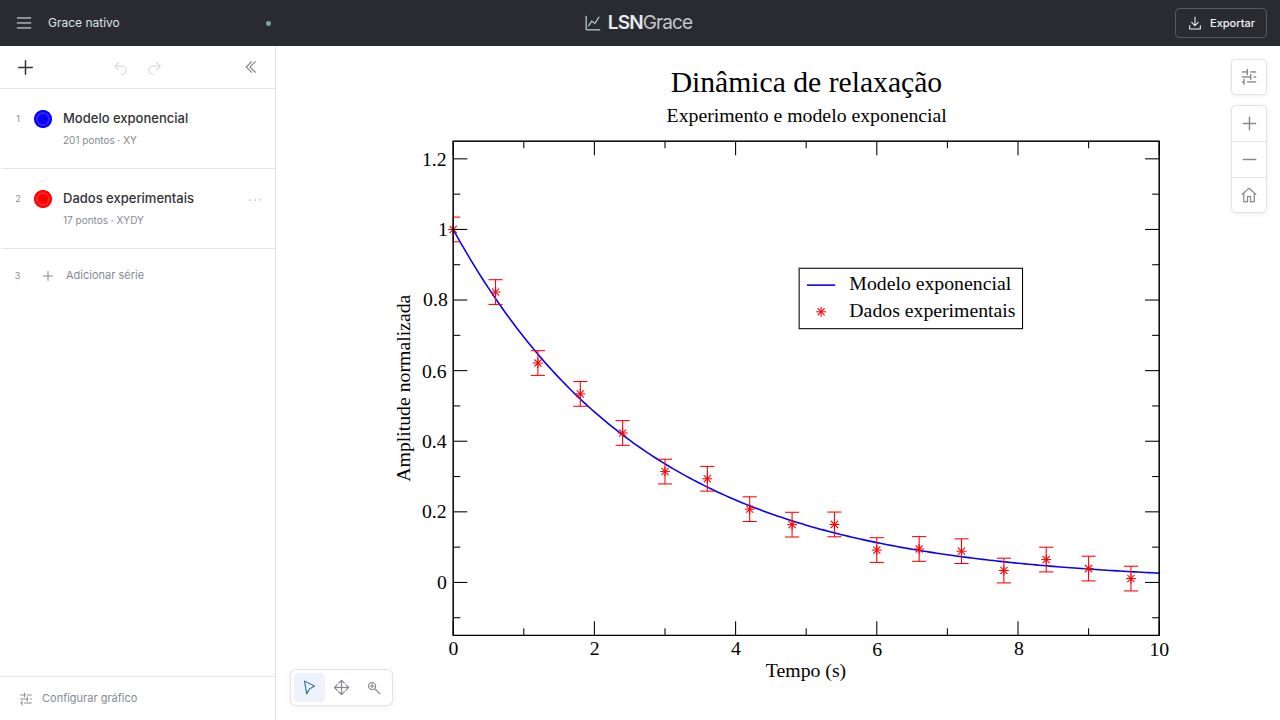 Grace nativo
LSNGrace
Exportar
1 Modelo exponencial
201 pontos · XY
2 Dados experimentais ...
17 pontos · XYDY
3 Adicionar série
Configurar gráfico
Dinâmica de relaxação
Experimento e modelo exponencial
1.2
1
0.8
0.6
0.4
0.2
0
Amplitude normalizada
Modelo exponencial
Dados experimentais
0 2 4 6 8 10
Tempo (s)